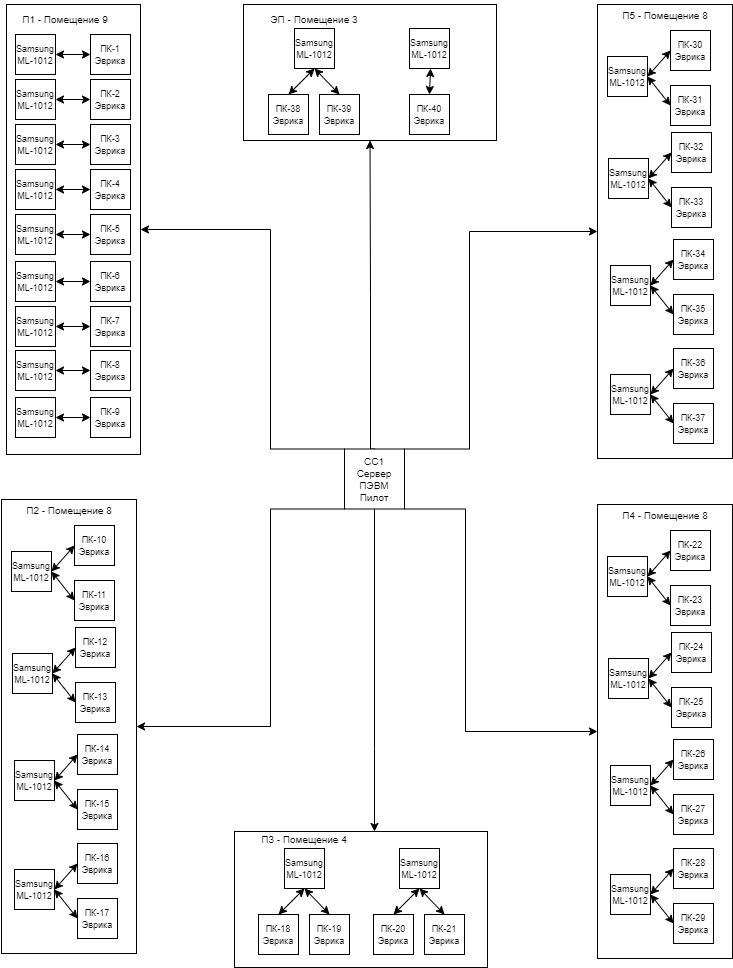 П1 - Помещение 9
Samsung
ML-1012
ПК-1
Эврика
Samsung
ML-1012
ПК-2
Эврика
Samsung
ML-1012
ПК-3
Эврика
Samsung
ML-1012
ПК-4
Эврика
Samsung
ML-1012
ПК-5
Эврика
Samsung
ML-1012
ПК-6
Эврика
Samsung
ML-1012
ПК-7
Эврика
Samsung
ML-1012
ПК-8
Эврика
Samsung
ML-1012
ПК-9
Эврика
ЭП - Помещение 3
Samsung
ML-1012
ПК-38
Эврика
ПК-39
Эврика
Samsung
ML-1012
ПК-40
Эврика
П5 - Помещение 8
Samsung
ML-1012
ПК-30
Эврика
ПК-31
Эврика
Samsung
ML-1012
ПК-32
Эврика
ПК-33
Эврика
Samsung
ML-1012
ПК-34
Эврика
ПК-35
Эврика
Samsung
ML-1012
ПК-36
Эврика
ПК-37
Эврика
СС1
Сервер
ПЭВМ
Пилот
П2 - Помещение 8
Samsung
ML-1012
ПК-10
Эврика
ПК-11
Эврика
Samsung
ML-1012
ПК-12
Эврика
ПК-13
Эврика
Samsung
ML-1012
ПК-14
Эврика
ПК-15
Эврика
Samsung
ML-1012
ПК-16
Эврика
ПК-17
Эврика
П3 - Помещение 4
Samsung
ML-1012
ПК-18
Эврика
ПК-19
Эврика
Samsung
ML-1012
ПК-20
Эврика
ПК-21
Эврика
П4 - Помещение 8
Samsung
ML-1012
ПК-22
Эврика
ПК-23
Эврика
Samsung
ML-1012
ПК-24
Эврика
ПК-25
Эврика
Samsung
ML-1012
ПК-26
Эврика
ПК-27
Эврика
Samsung
ML-1012
ПК-28
Эврика
ПК-29
Эврика